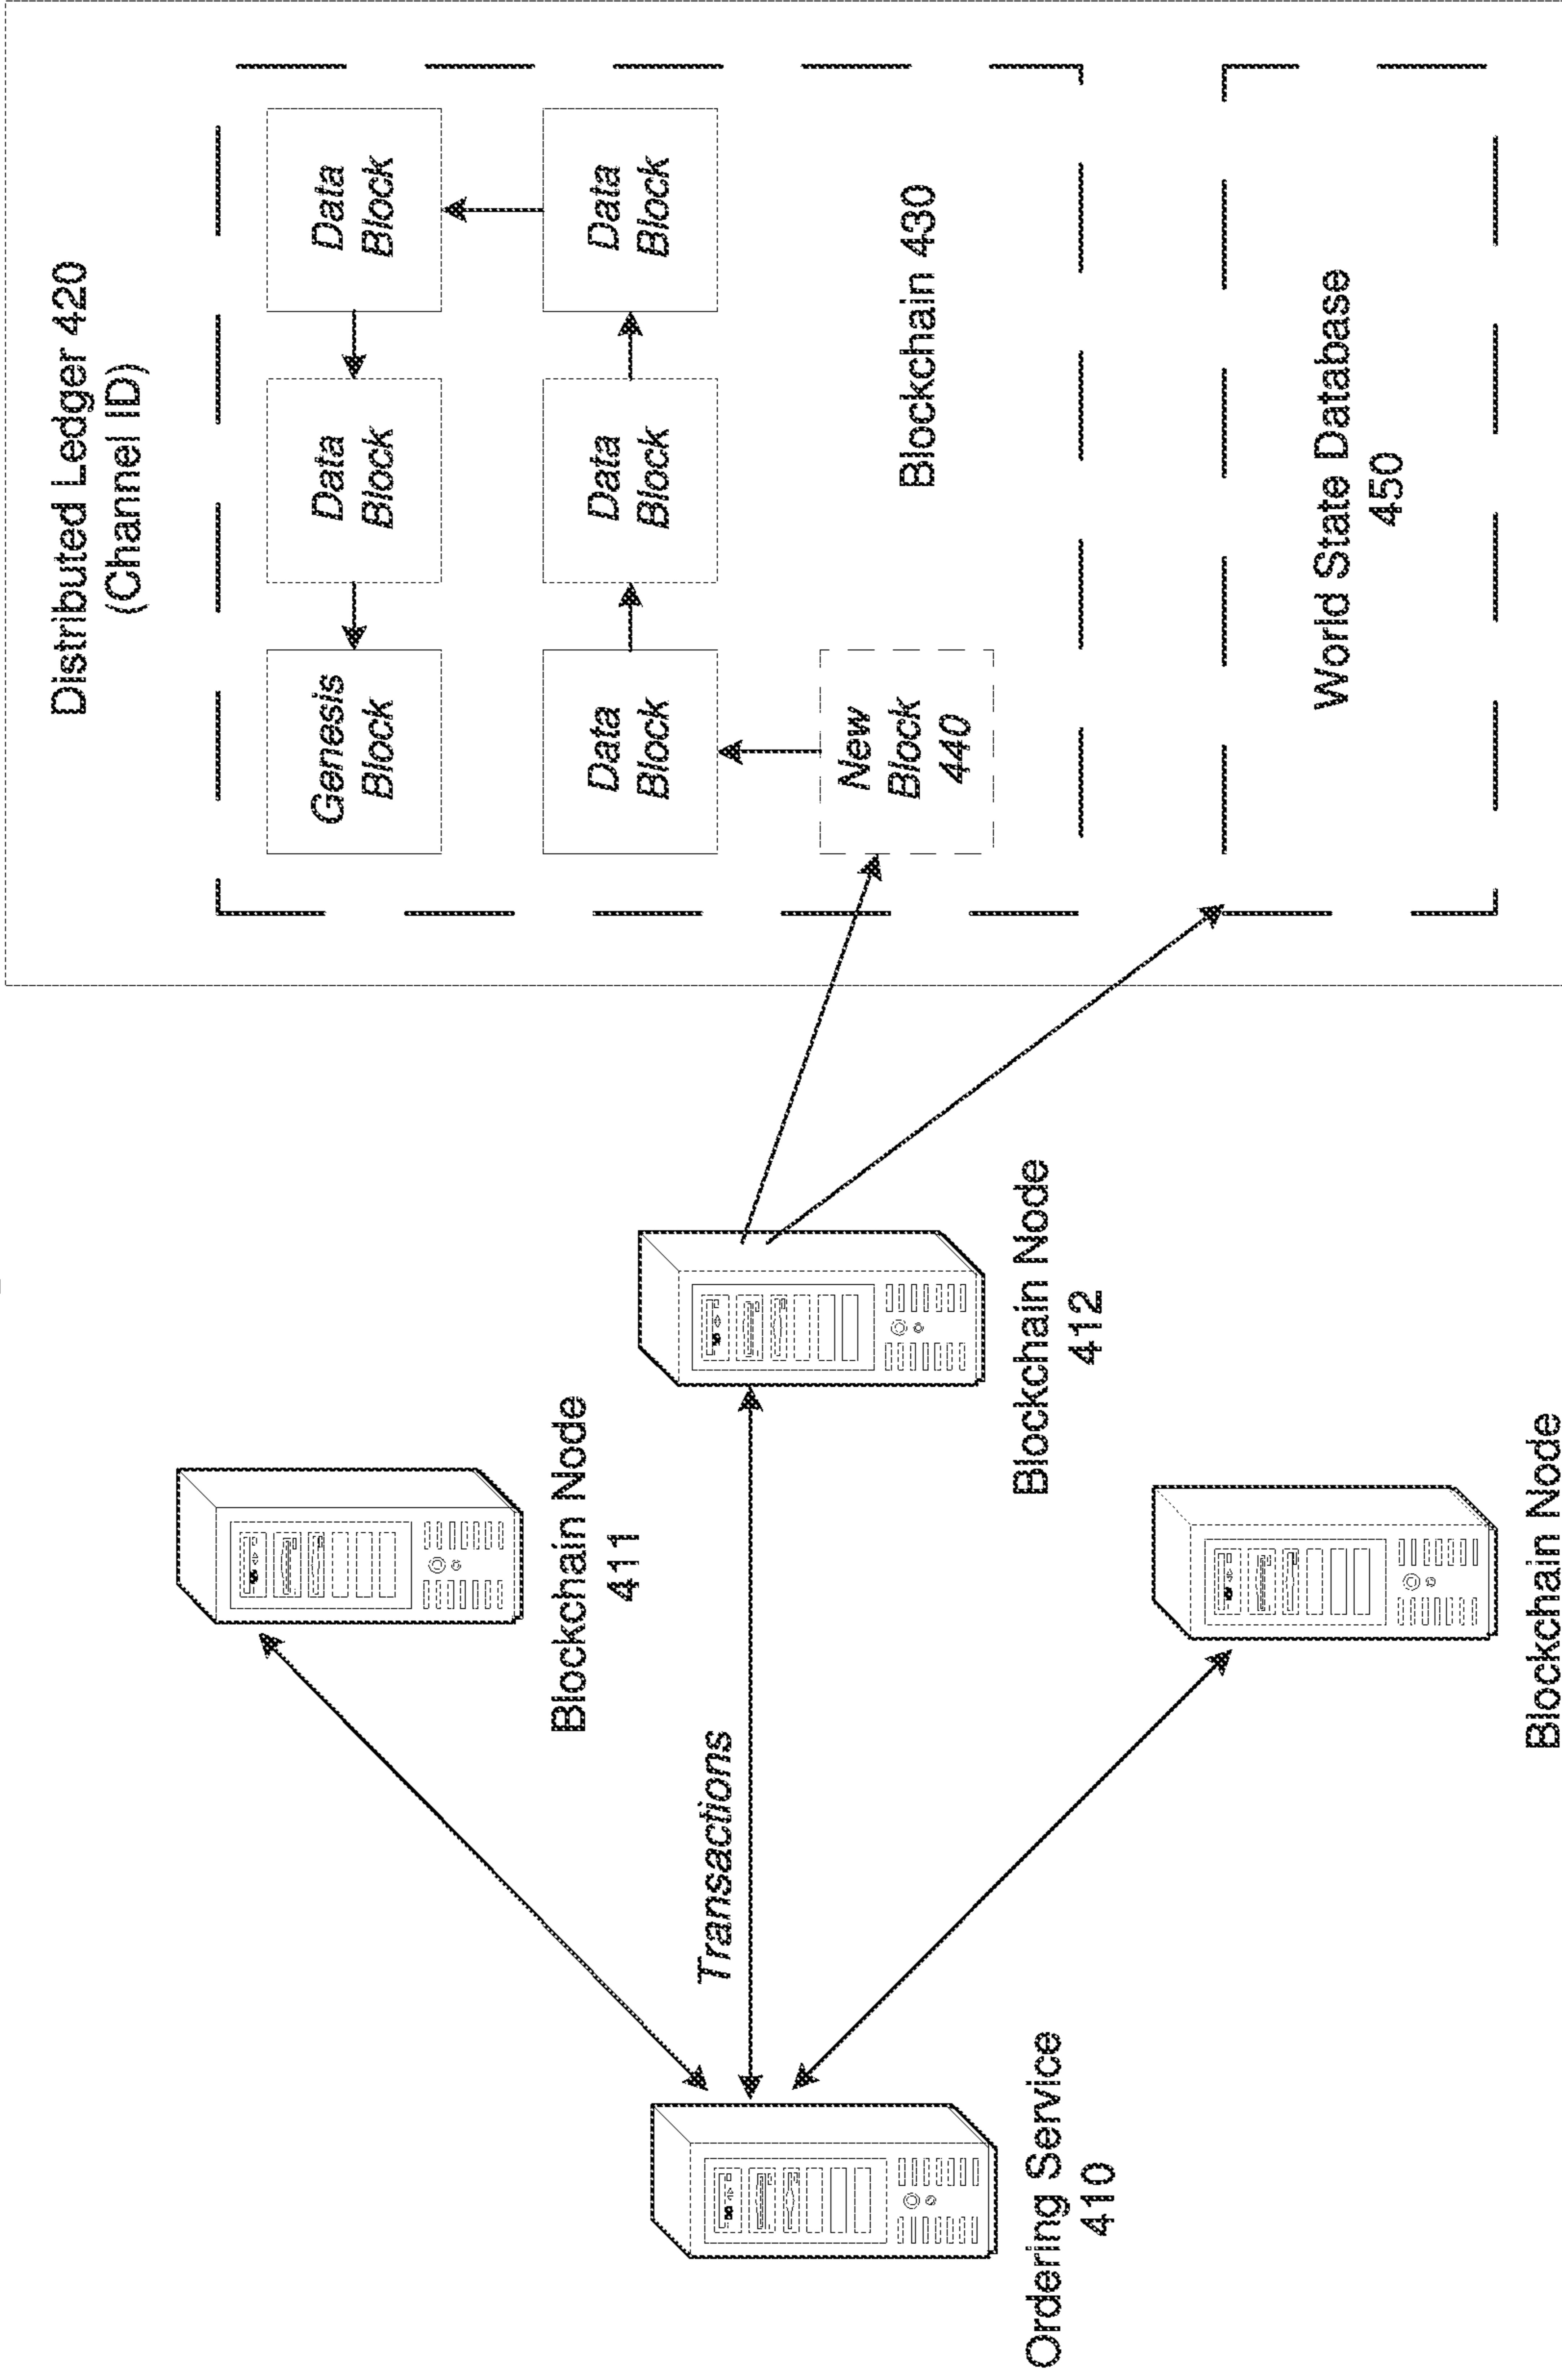 Distributed Ledger 420
(Channel ID)
Genesis
Block
Data
Block
Data
Block
Data
Block
Data
Block
Data
Block
New
Block
440
Blockchain 430
World State Database
450
Blockchain Node
411
Transactions
Blockchain Node
412
Ordering Service
410
Blockchain Node